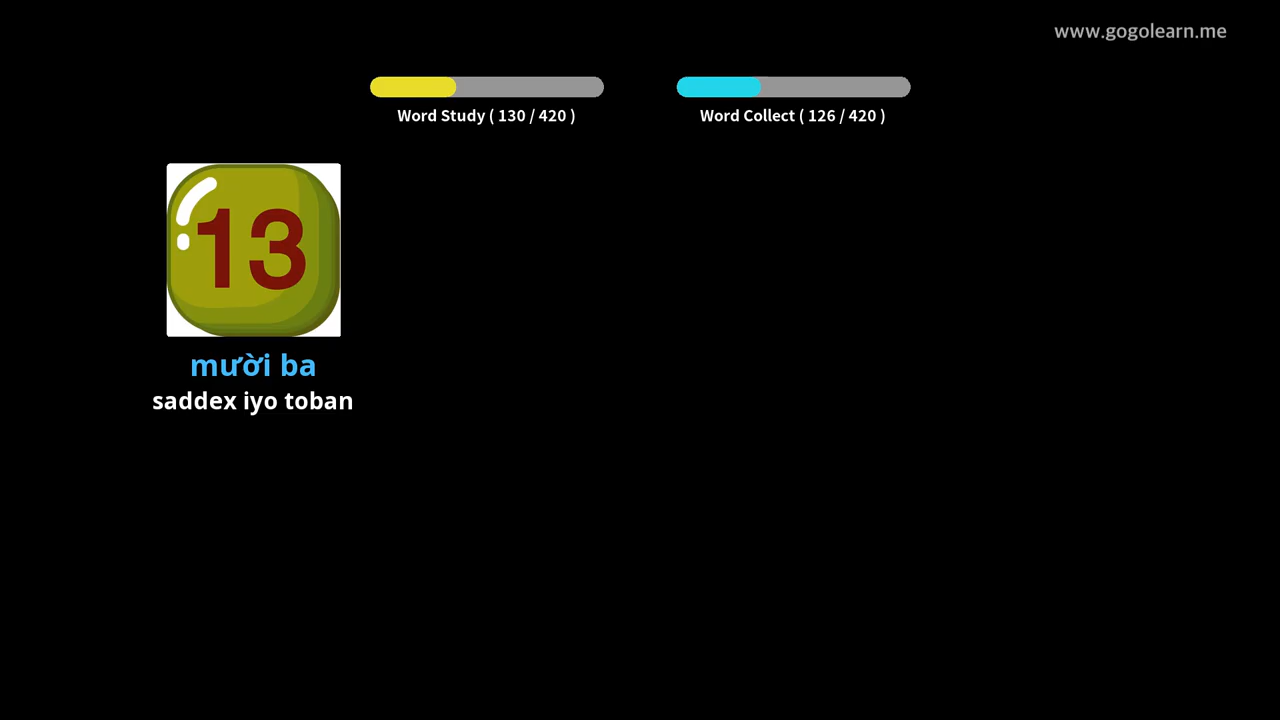 www.gogolearn.me
Word Study ( 130 / 420 )
Word Collect ( 126 / 420 )
13
mười ba
saddex iyo toban